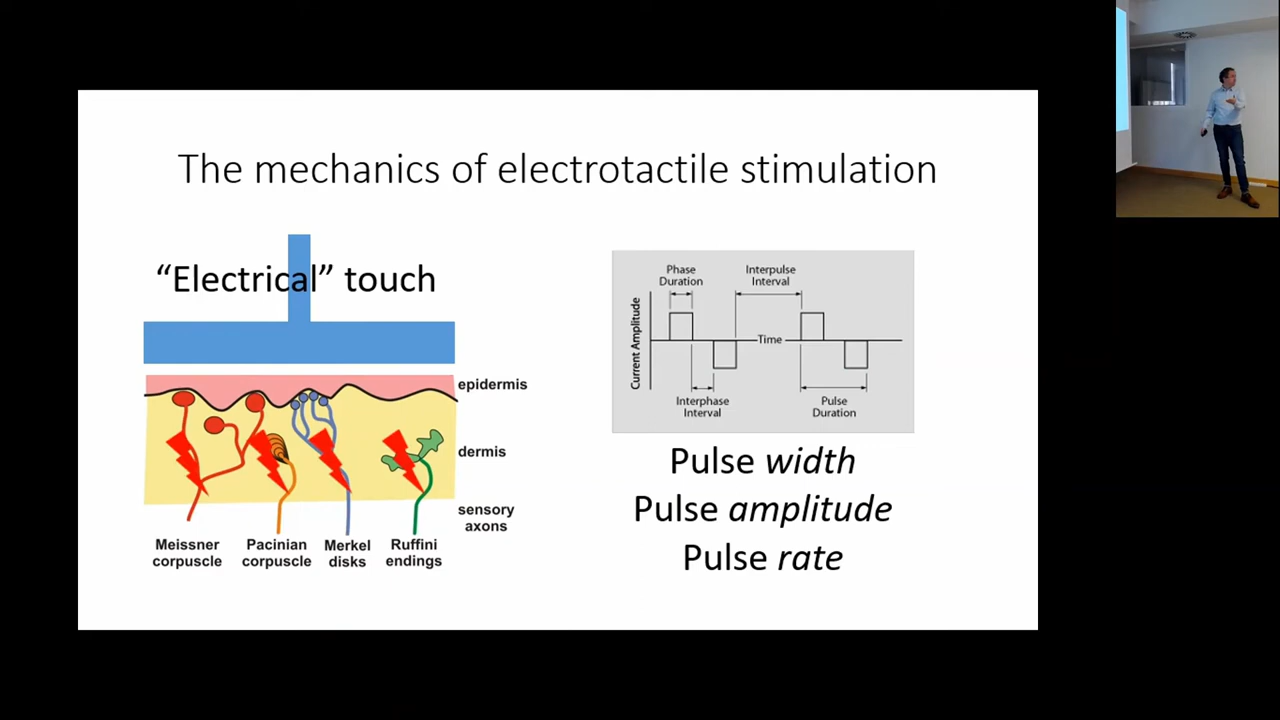 The mechanics of electrotactile stimulation
“Electrical” touch
epidermis
dermis
sensory
axons
Meissner
corpuscle
Pacinian
corpuscle
Merkel
disks
Ruffini
endings
Phase
Duration
Interpulse
Interval
Current Amplitude
Time
Interphase
Interval
Pulse
Duration
Pulse width
Pulse amplitude
Pulse rate